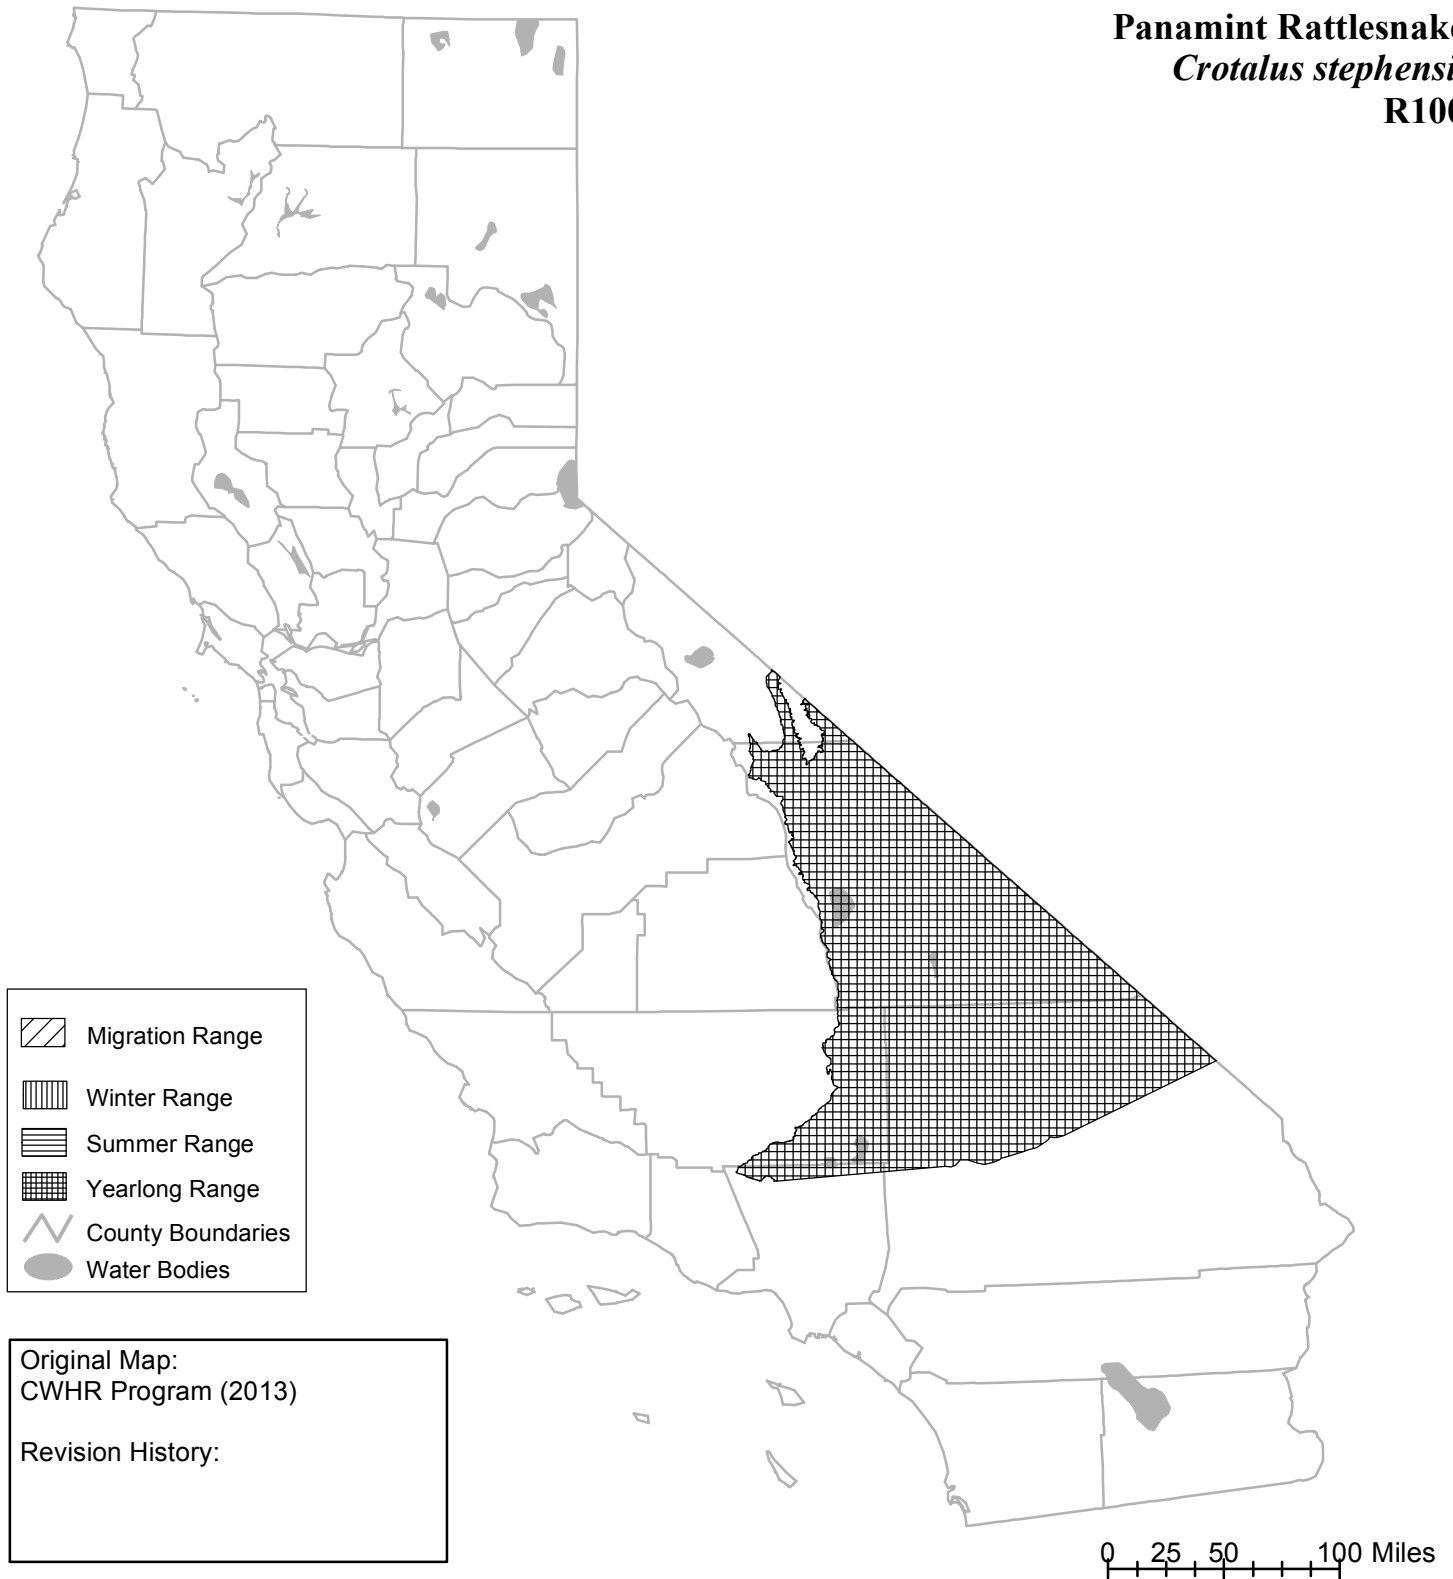 Panamint Rattlesnake
Crotalus stephensi
R100
Migration Range
Winter Range
Summer Range
Yearlong Range
County Boundaries
Water Bodies
Original Map:
CWHR Program (2013)
Revision History:
0 25 50 100 Miles